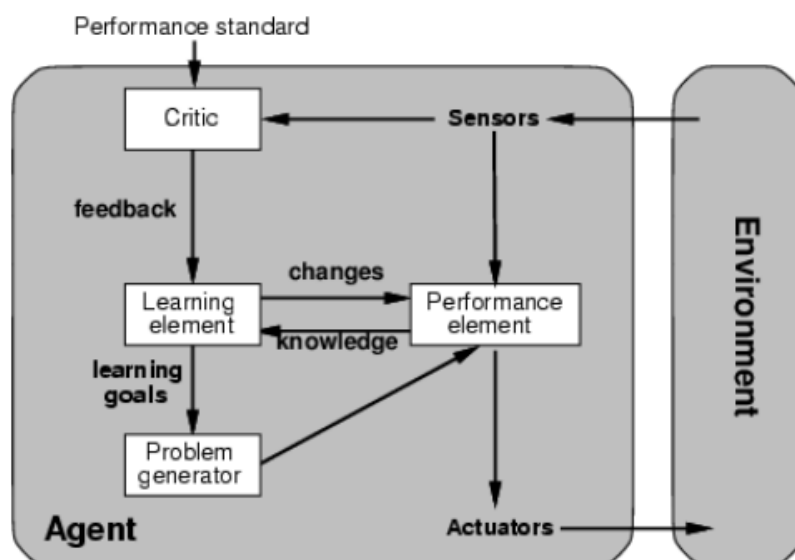 Performance standard
Critic
Sensors
feedback
changes
Learning
element
Performance
element
knowledge
learning
goals
Problem
generator
Agent
Actuators
Environment